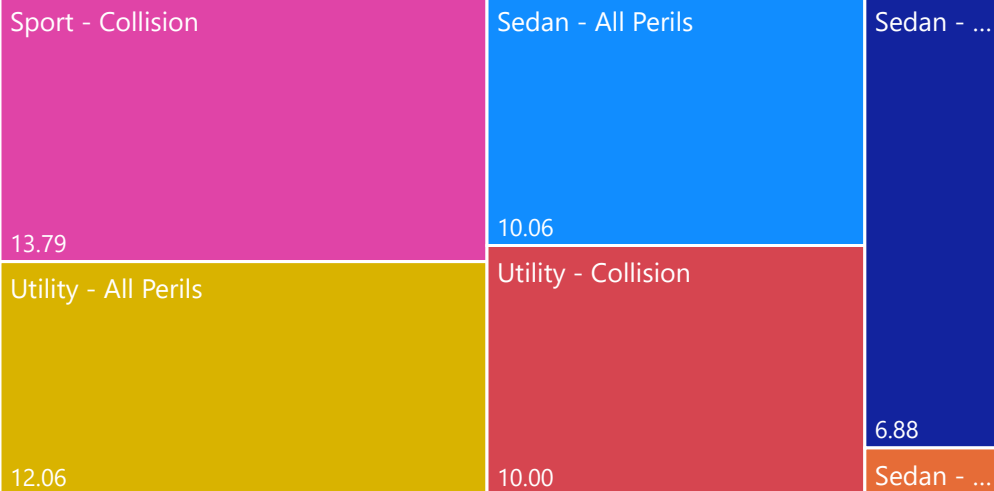 Sport - Collision
13.79
Utility - All Perils
12.06
Sedan - All Perils
10.06
Utility - Collision
10.00
Sedan - ...
6.88
Sedan - ...